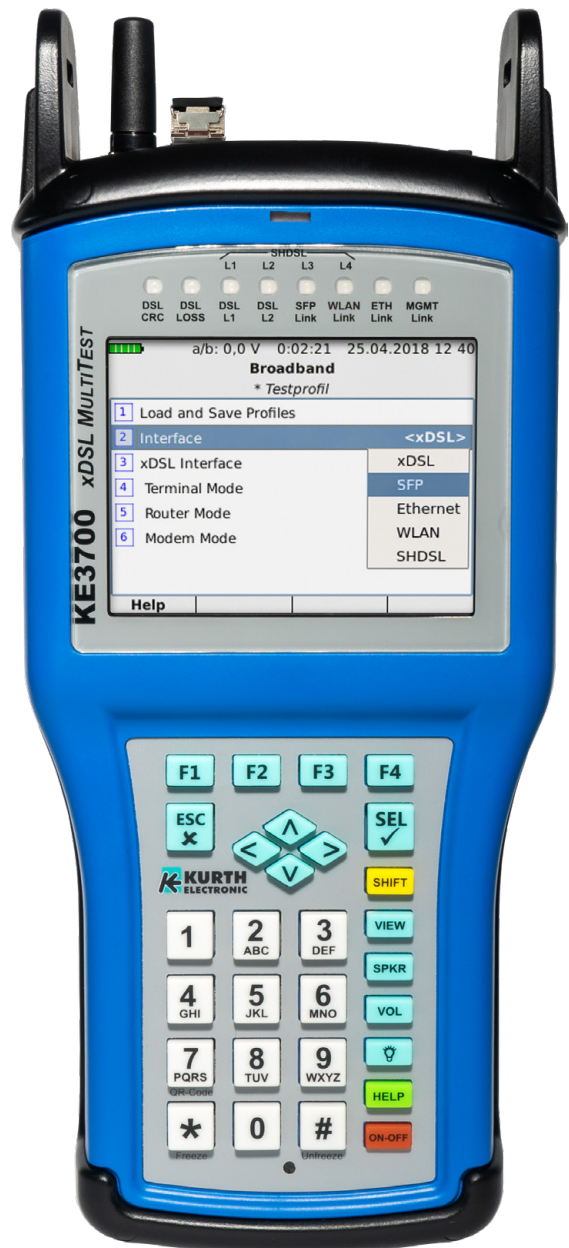 SHDSL
L1 L2 L3 L4
DSL CRC
DSL LOSS
DSL L1
DSL L2
SFP Link
WLAN Link
ETH Link
MGMT Link
KE3700 xDSL MULTITEST
a/b: 0,0 V 0:02:21 25.04.2018 12 40
Broadband
* Testprofil
1 Load and Save Profiles
2 Interface <xDSL>
3 xDSL Interface
4 Terminal Mode
5 Router Mode
6 Modem Mode
xDSL
SFP
Ethernet
WLAN
SHDSL
Help
F1 F2 F3 F4
ESC
SEL
< > ^ v
KURTH
ELECTRONIC
SHIFT
1
2 ABC
3 DEF
VIEW
SPKR
4 GHI
5 JKL
6 MNO
VOL
7 PQRS
8 TUV
9 WXYZ
QR-Code
HELP
* 0 #
ON-OFF
Freeze
Unfreeze